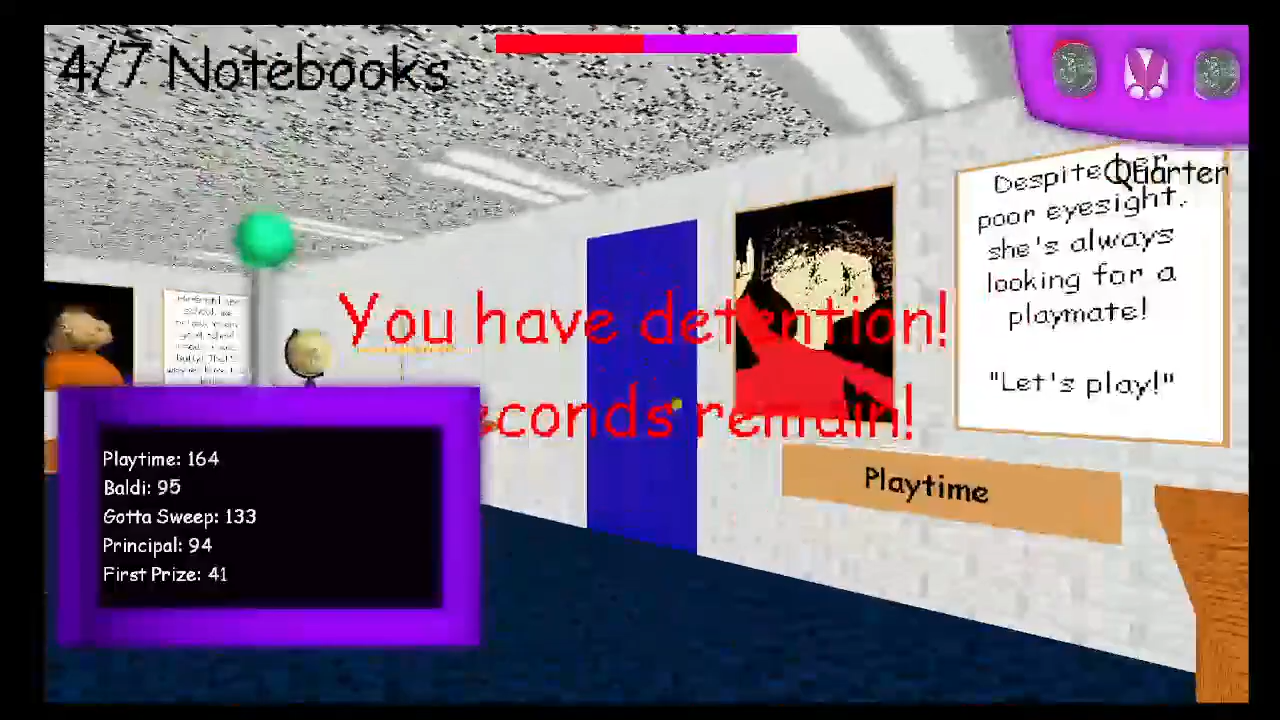 4/7 Notebooks
Quarter
Despite her
poor eyesight,
she's always
looking for a
playmate!
"Let's play!"
You have detention!
seconds remain!
Playtime
Playtime: 164
Baldi: 95
Gotta Sweep: 133
Principal: 94
First Prize: 41